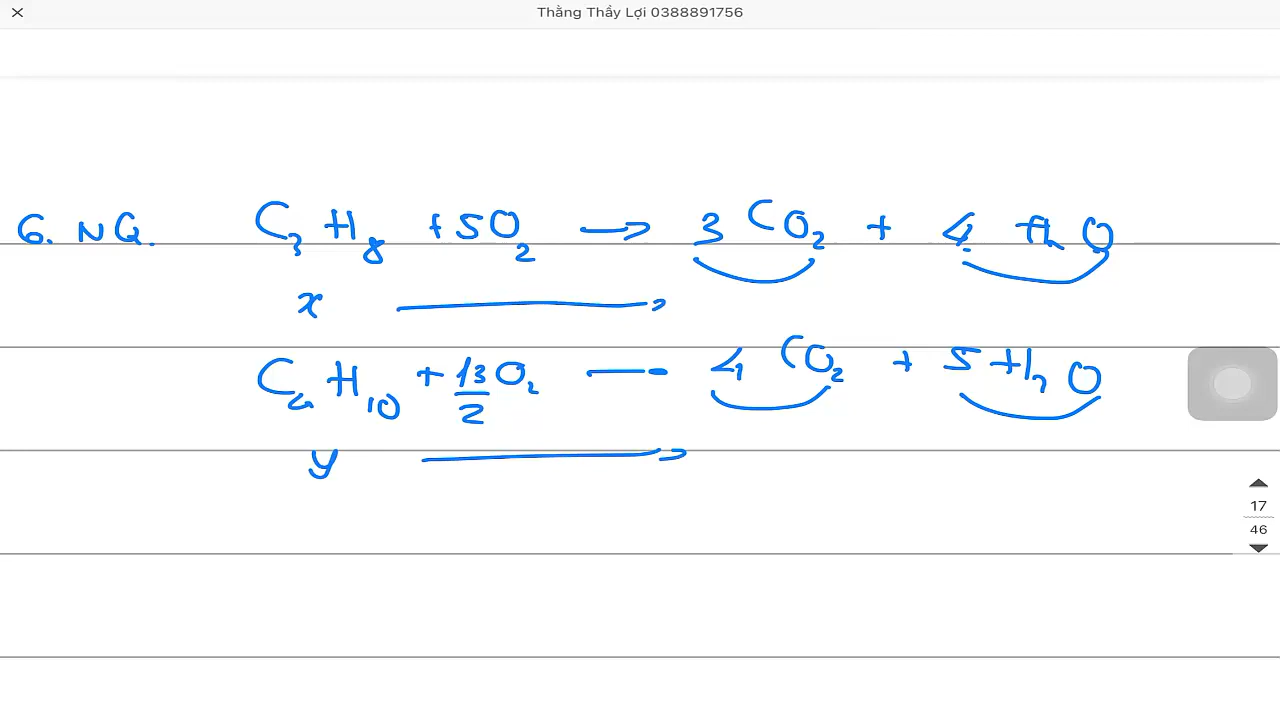 Thằng Thầy Lợi 0388891756
6. NQ. C₃H₈ + 5O₂ → 3CO₂ + 4H₂O
x →
C₄H₁₀ + 13/2 O₂ — 4CO₂ + 5H₂O
y →
17
46